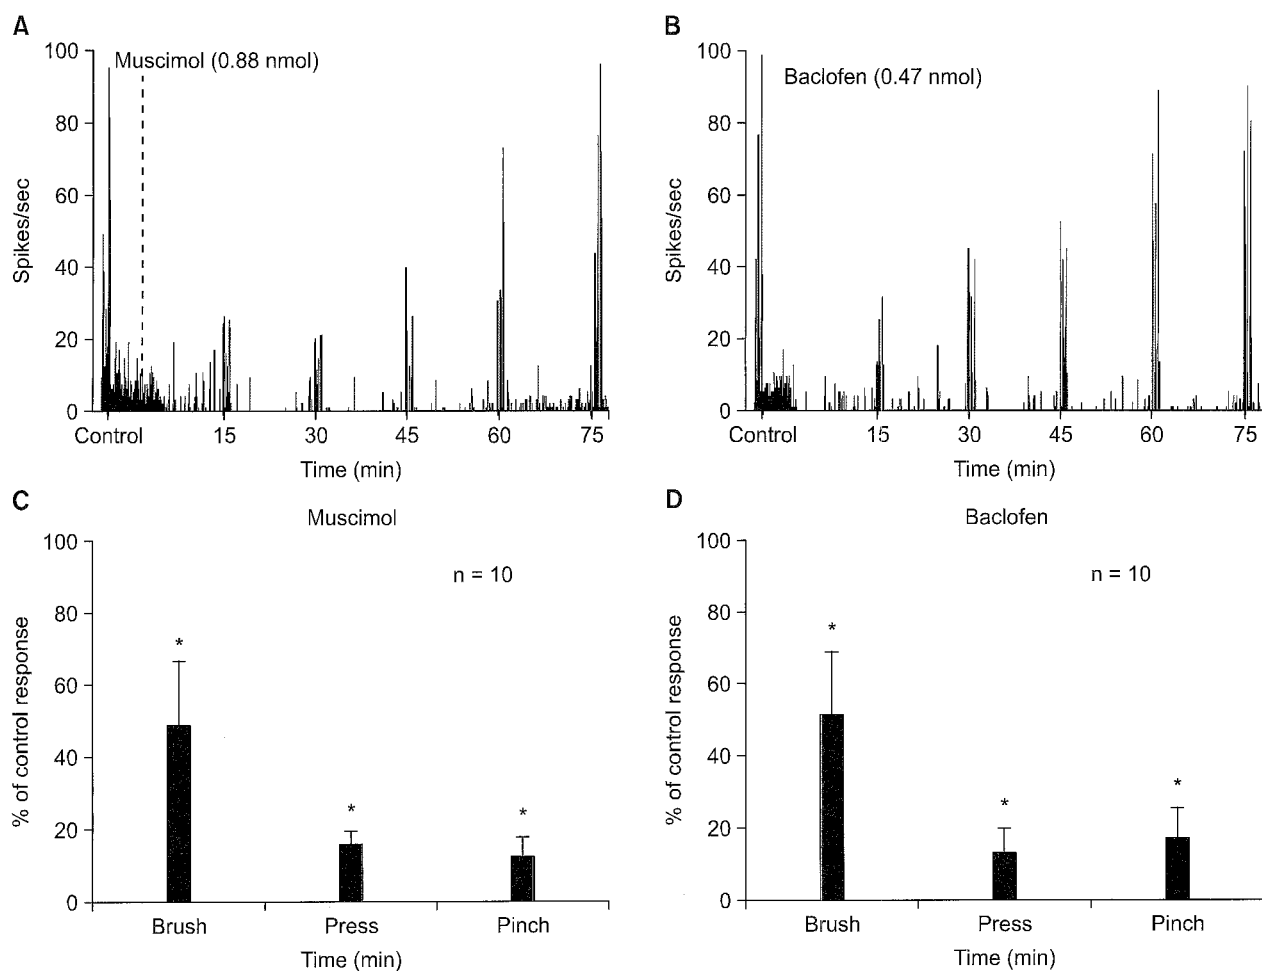 A
Muscimol (0.88 nmol)
Spikes/sec
100
80
60
40
20
0
Control
15
30
45
60
75
Time (min)
B
Baclofen (0.47 nmol)
Spikes/sec
100
80
60
40
20
0
Control
15
30
45
60
75
Time (min)
C
Muscimol
n = 10
% of control response
100
80
60
40
20
0
*
*
*
Brush
Press
Pinch
Time (min)
D
Baclofen
n = 10
% of control response
100
80
60
40
20
0
*
*
*
Brush
Press
Pinch
Time (min)